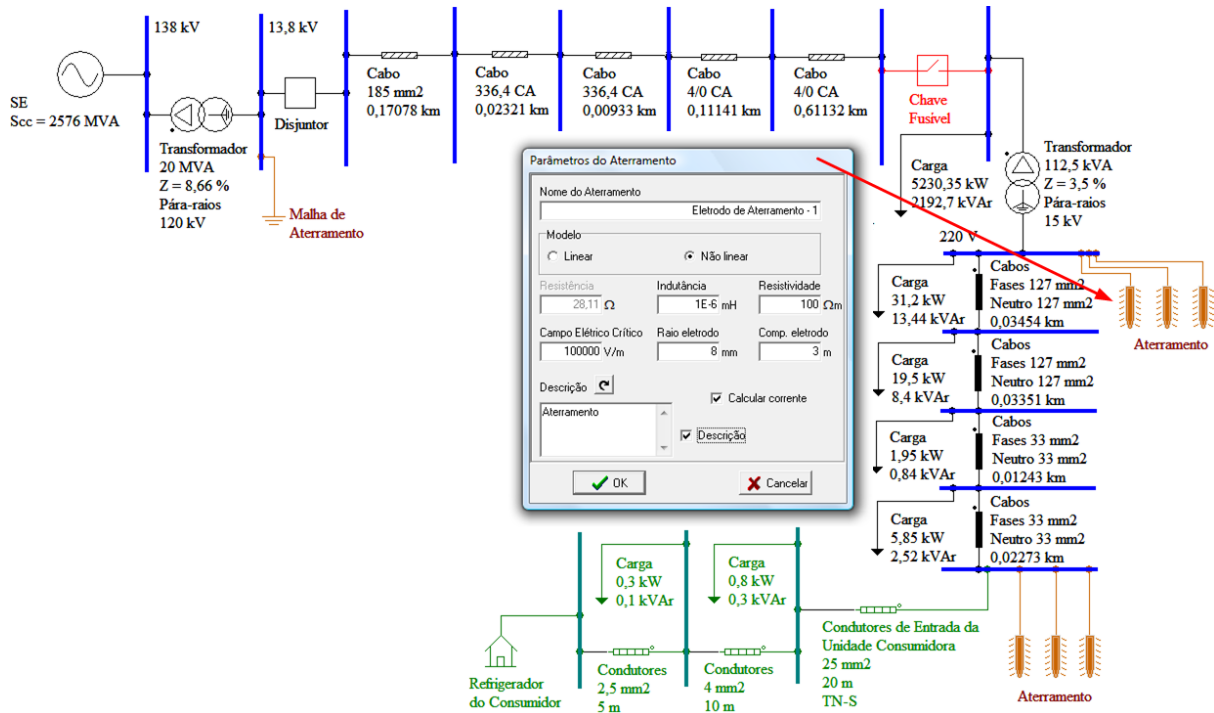 138 kV
13,8 kV
SE
Scc = 2576 MVA
Transformador
20 MVA
Z = 8,66 %
Pára-raios
120 kV
Disjuntor
Malha de
Aterramento
Cabo
185 mm2
0,17078 km
Cabo
336,4 CA
0,02321 km
Cabo
336,4 CA
0,00933 km
Cabo
4/0 CA
0,11141 km
Cabo
4/0 CA
0,61132 km
Chave
Fusível
Carga
5230,35 kW
2192,7 kVAr
Transformador
112,5 kVA
Z = 3,5 %
Pára-raios
15 kV
220 V
Parâmetros do Aterramento
Nome do Aterramento
Eletrodo de Aterramento - 1
Modelo
Linear
Não linear
Resistência
28,11 Ω
Indutância
1E-6 mH
Resistividade
100 Ωm
Campo Elétrico Crítico
100000 V/m
Raio eletrodo
8 mm
Comp. eletrodo
3 m
Descrição
Calcular corrente
Aterramento
Descrição
OK
Cancelar
Carga
31,2 kW
13,44 kVAr
Cabos
Fases 127 mm2
Neutro 127 mm2
0,03454 km
Aterramento
Carga
19,5 kW
8,4 kVAr
Cabos
Fases 127 mm2
Neutro 127 mm2
0,03351 km
Carga
1,95 kW
0,84 kVAr
Cabos
Fases 33 mm2
Neutro 33 mm2
0,01243 km
Carga
5,85 kW
2,52 kVAr
Cabos
Fases 33 mm2
Neutro 33 mm2
0,02273 km
Carga
0,3 kW
0,1 kVAr
Carga
0,8 kW
0,3 kVAr
Refrigerador
do Consumidor
Condutores
2,5 mm2
5 m
Condutores
4 mm2
10 m
Condutores de Entrada da
Unidade Consumidora
25 mm2
20 m
TN-S
Aterramento